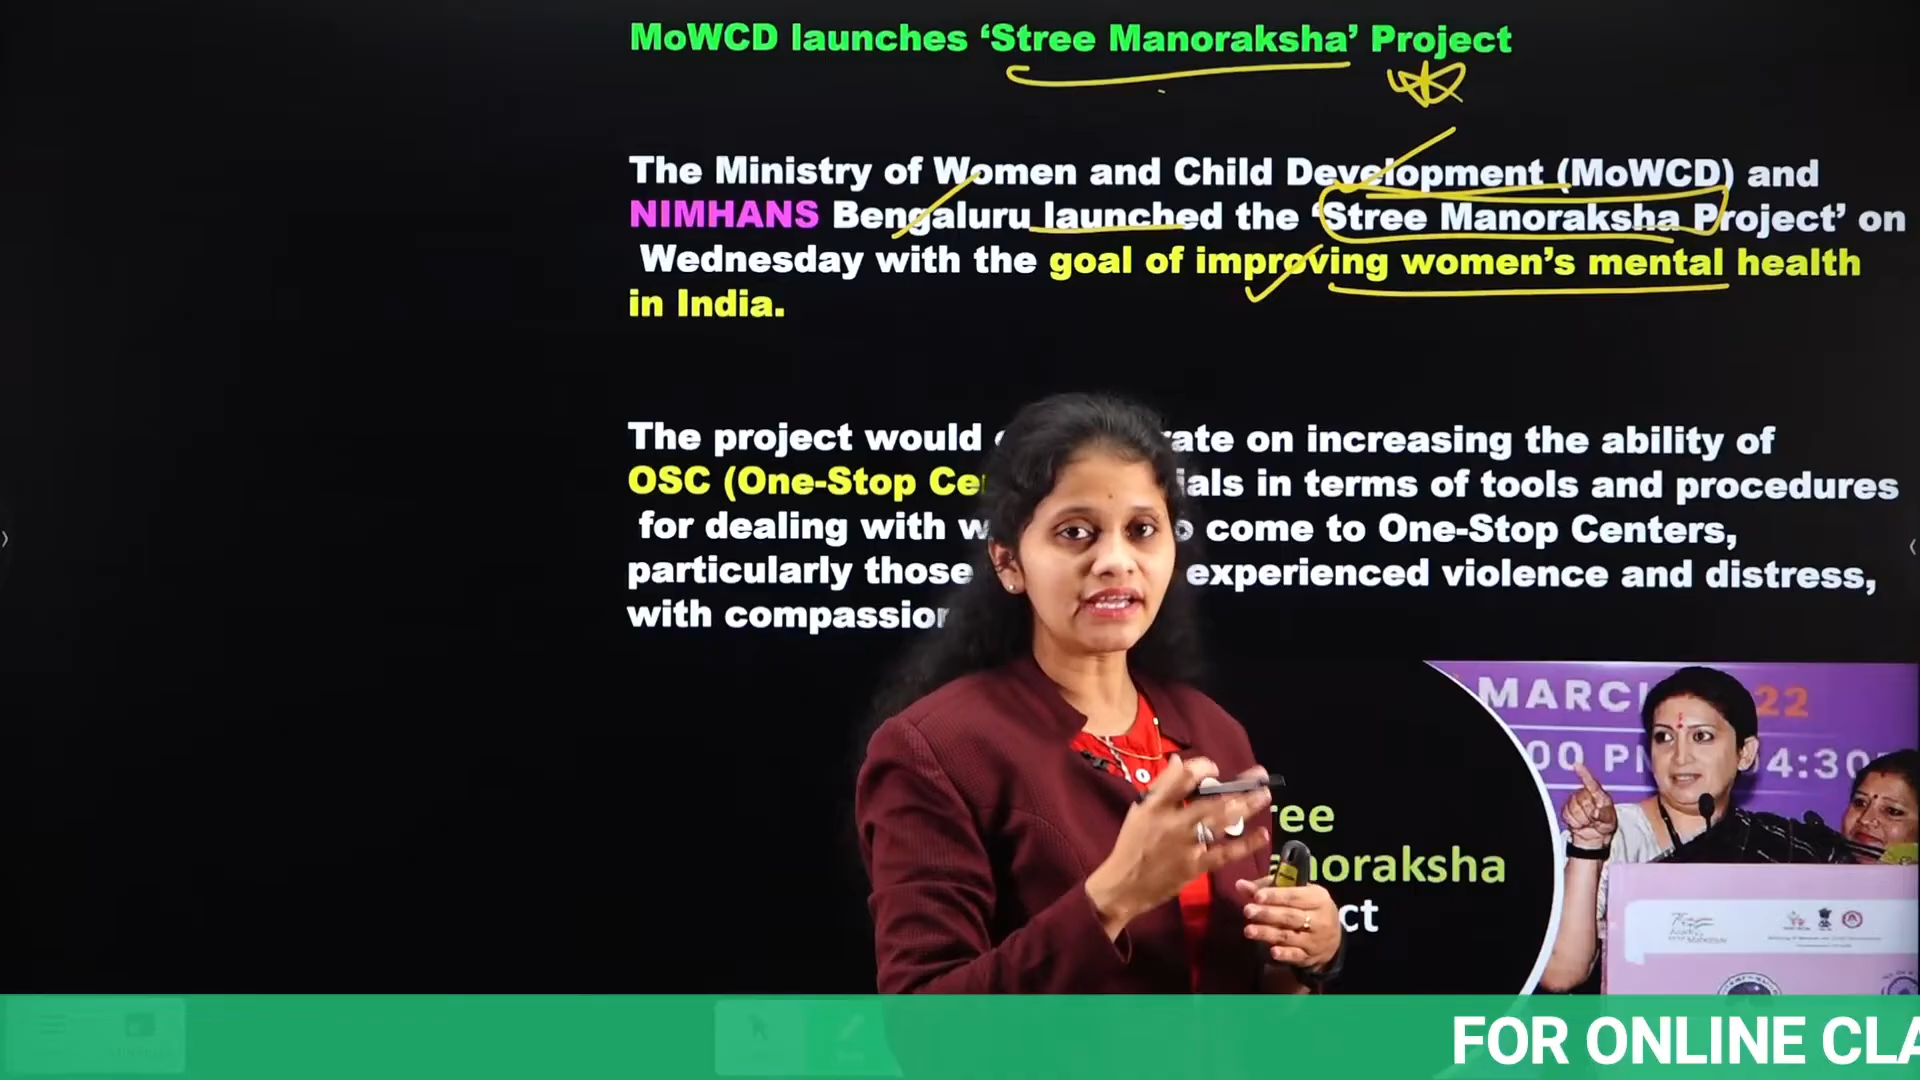 MoWCD launches ‘Stree Manoraksha’ Project
The Ministry of Women and Child Development (MoWCD) and
NIMHANS Bengaluru launched the ‘Stree Manoraksha Project’ on
Wednesday with the goal of improving women’s mental health
in India.
The project would rate on increasing the ability of
OSC (One-Stop Ce ials in terms of tools and procedures
for dealing with w o come to One-Stop Centers,
particularly those experienced violence and distress,
with compassion
MARC 22
:00 PM 04:30
ree
anoraksha
ct
FOR ONLINE CLA